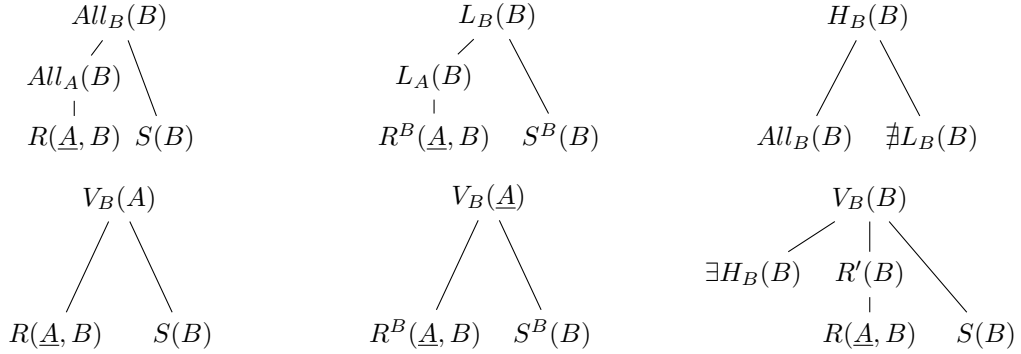 All_B(B) L_B(B) H_B(B)
All_A(B) L_A(B)
R(A, B) S(B) R^B(A, B) S^B(B) All_B(B) ∄L_B(B)
V_B(A) V_B(A) V_B(B)
∃H_B(B) R′(B)
R(A, B) S(B) R^B(A, B) S^B(B) R(A, B) S(B)